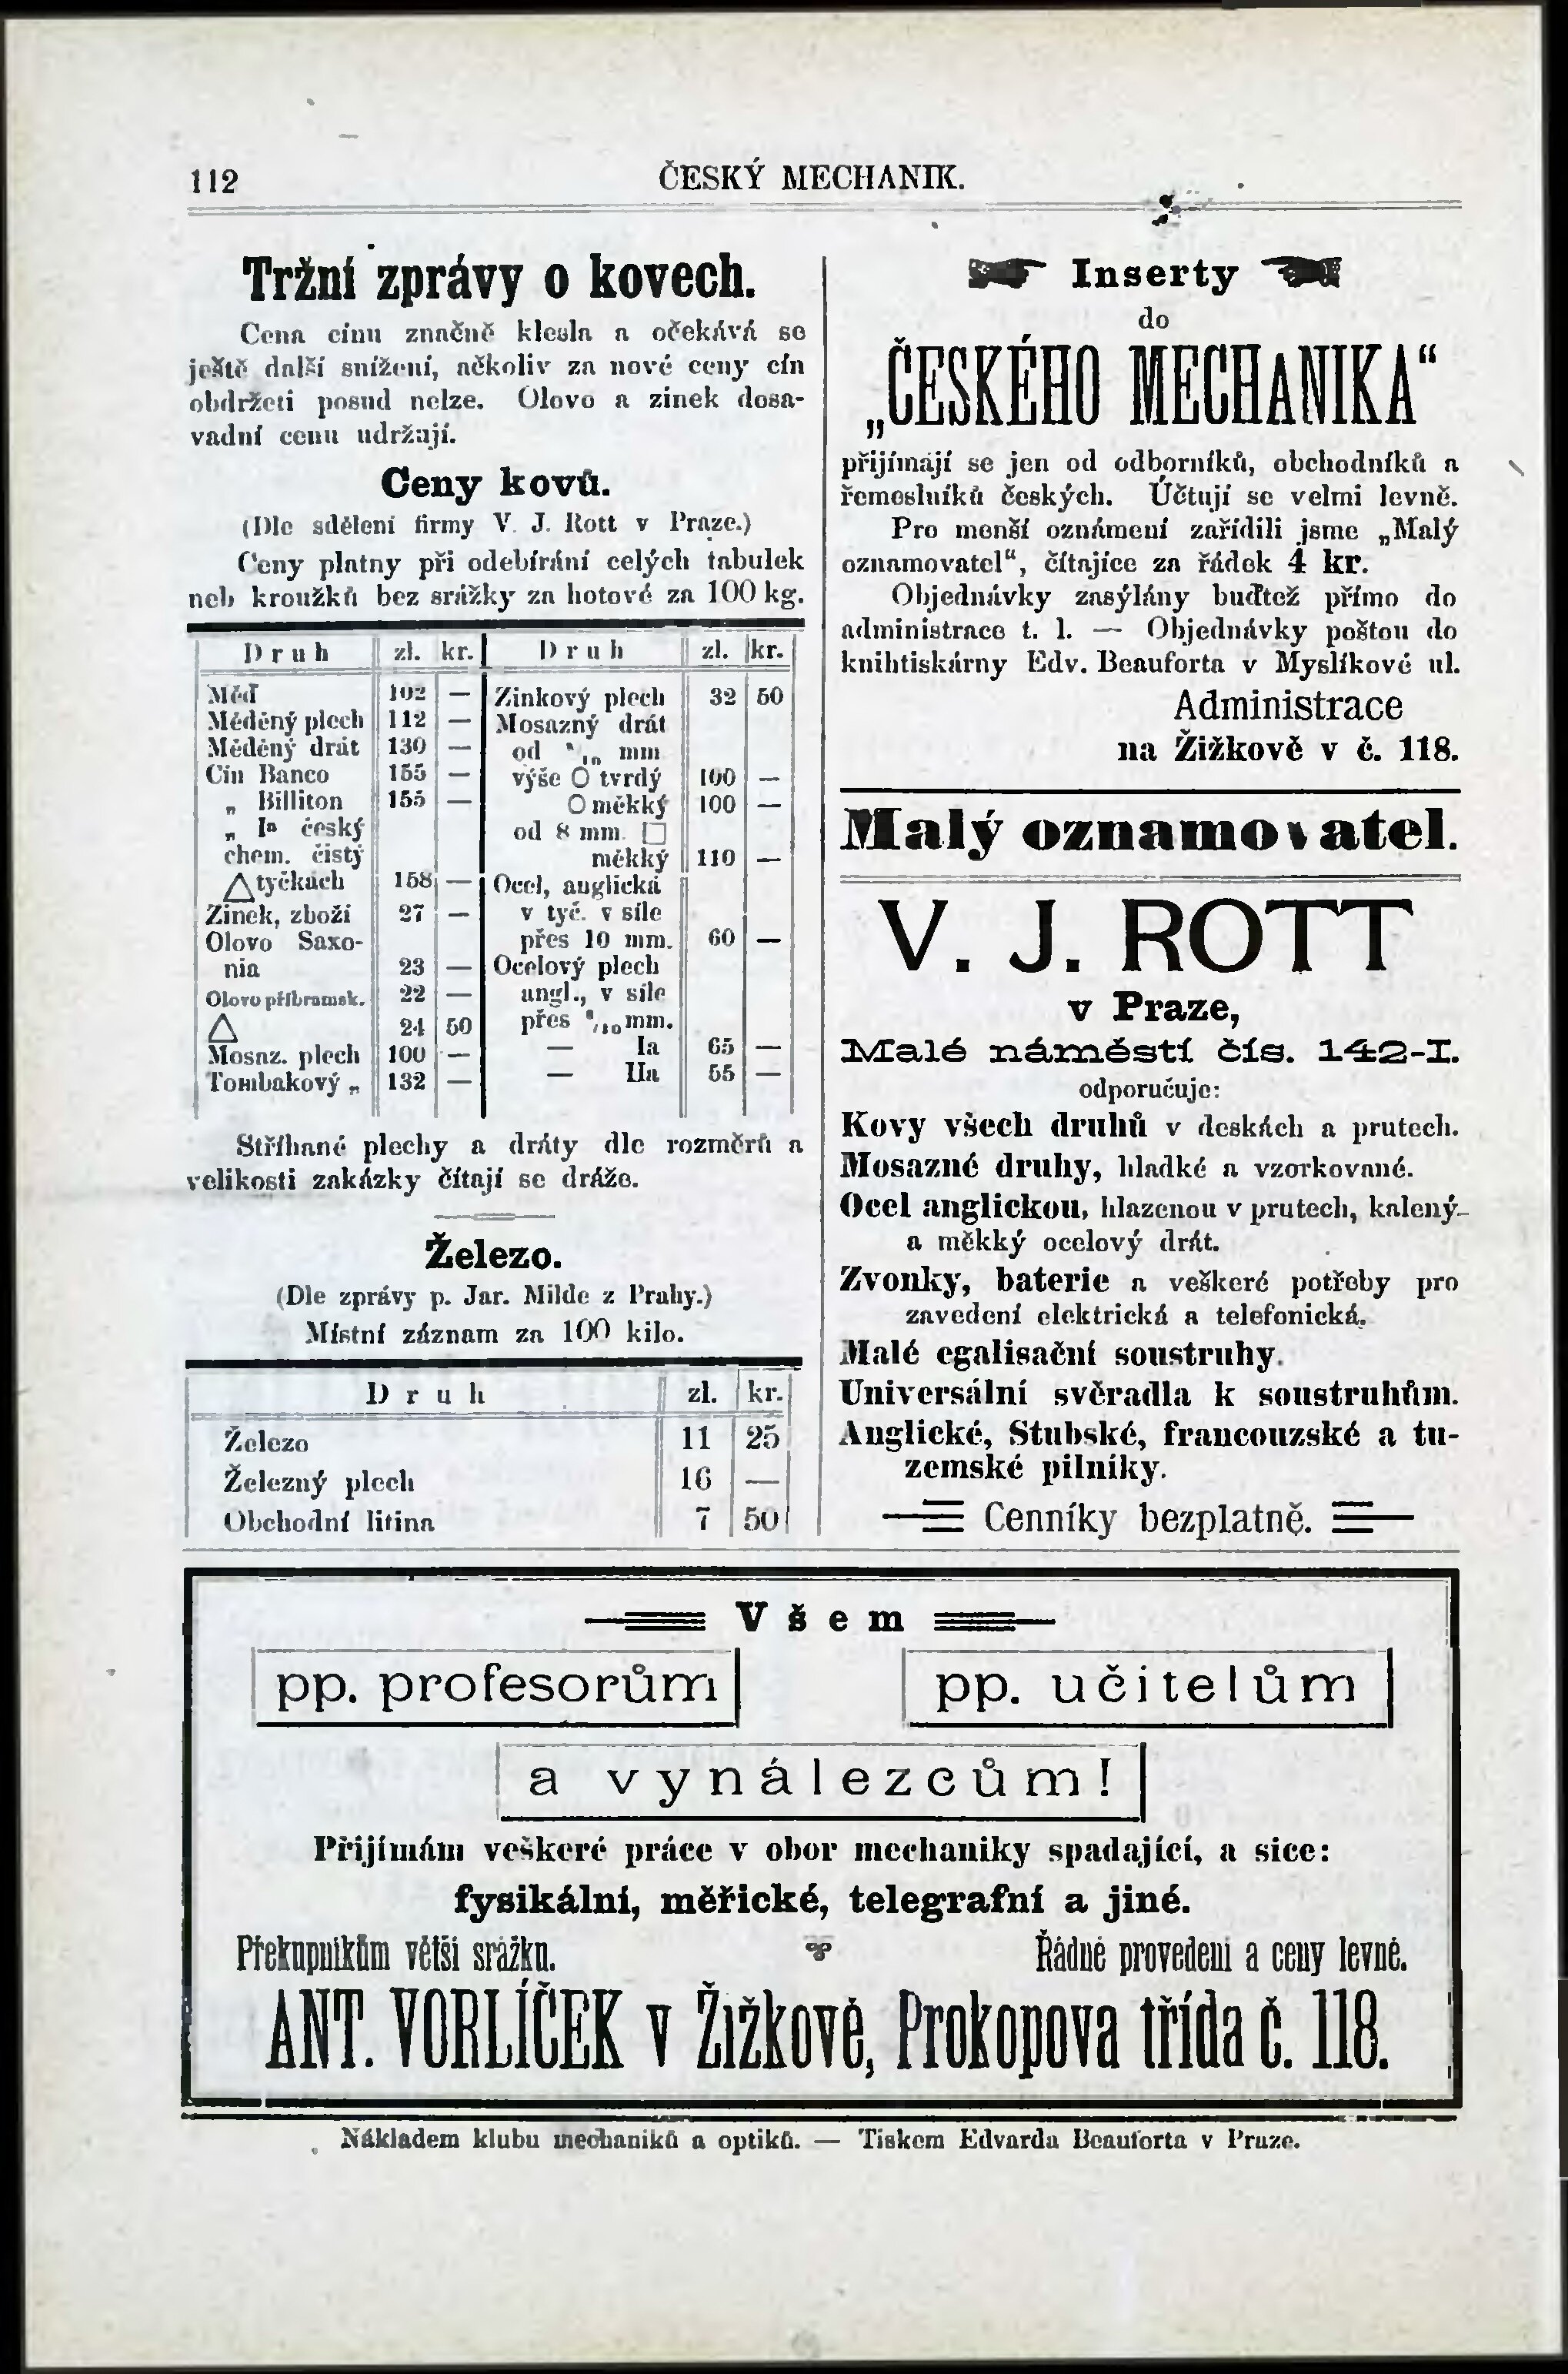 112
ČESKÝ MECHANIK.
Tržní zprávy o kovech.
Cena cínu značně klesla a očekává se
ještě další snížení, ačkoliv za nové ceny cín
obdržeti posud nelze. Olovo a zinek dosa-
vadní cenu udržují.
Ceny kovů.
(Dle sdělení firmy V. J. Rott v Praze.)
Ceny platny při odebírání celých tabulek
neb kroužků bez srážky za hotové za 100 kg.
Druh zl. kr. Druh zl. kr.
Měď 102 — Zinkový plech 32 50
Měděný plech 112 — Mosazný drát
Měděný drát 130 — od mm
Cín Banco 155 — výše O tvrdý 100 —
„ Billiton 155 — O měkký 100 —
„ Ia český od 8 mm. □
chem. čistý měkký 110 —
△ tyčkách 158 — Ocel, anglická
Zinek, zboží 27 — v tyč. v síle
Olovo Saxo- přes 10 mm. 60 —
nia 23 — Ocelový plech
Olovo příbramsk. 22 — angl., v síle
△ 24 50 přes mm.
Mosaz. plech 100 — — Ia 65 —
Tombakový „ 132 — — IIa 55 —
Stříhané plechy a dráty dle rozměrů a
velikosti zakázky čítají se dráže.
Železo.
(Dle zprávy p. Jar. Milde z Prahy.)
Místní záznam za 100 kilo.
Druh zl. kr.
Železo 11 25
Železný plech 16 —
Obchodní litina 7 50
Inserty
do
„ČESKÉHO MECHANIKA“
přijímají se jen od odborníků, obchodníků a
řemeslníků českých. Účtují se velmi levně.
Pro menší oznámení zařídili jsme „Malý
oznamovatel“, čítajíce za řádek 4 kr.
Objednávky zasýlány buďtež přímo do
administrace t. l. — Objednávky poštou do
knihtiskárny Edv. Beauforta v Myslíkově ul.
Administrace
na Žižkově v č. 118.
Malý oznamovatel.
V. J. ROTT
v Praze,
Malé náměstí čís. 142-I.
odporučuje:
Kovy všech druhů v deskách a prutech.
Mosazné druhy, hladké a vzorkované.
Ocel anglickou, hlazenou v prutech, kalený-
a měkký ocelový drát.
Zvonky, baterie a veškeré potřeby pro
zavedení elektrická a telefonická.
Malé egalisační soustruhy.
Universální svěradla k soustruhům.
Anglické, Stubské, francouzské a tu-
zemské pilníky.
Cenníky bezplatně.
Všem
pp. profesorům pp. učitelům
a vynálezcům!
Přijímám veškeré práce v obor mechaniky spadající, a sice:
fysikální, měřické, telegrafní a jiné.
Překupníkům větší srážku. Řádné provedení a ceny levné.
ANT. VORLÍČEK v Žižkově, Prokopova třída č. 118.
Nákladem klubu mechaniků a optiků. — Tiskem Edvarda Beauforta v Praze.